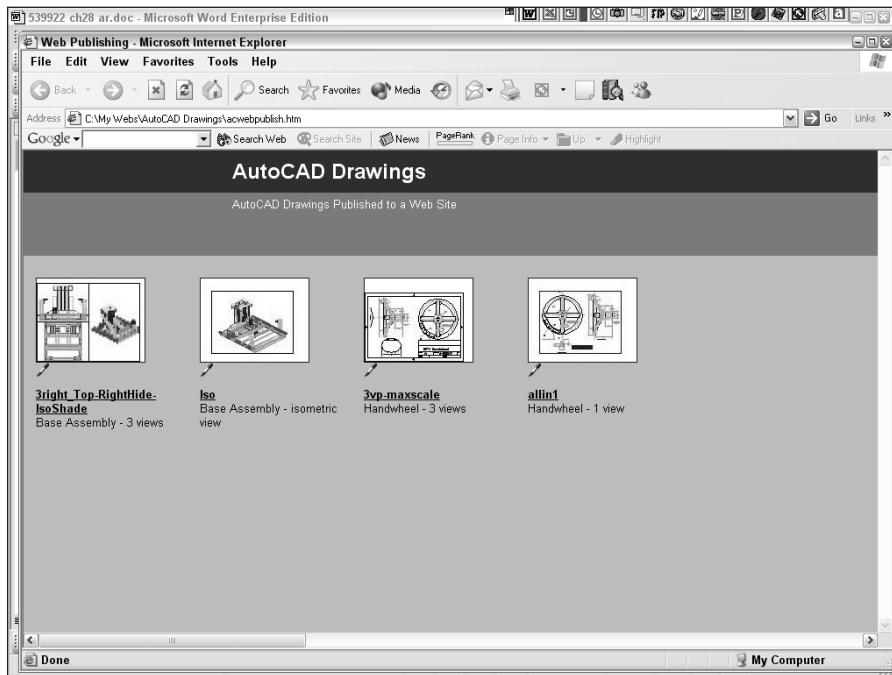 539922 ch28 ar.doc - Microsoft Word Enterprise Edition
Web Publishing - Microsoft Internet Explorer
File Edit View Favorites Tools Help
Back Search Favorites Media
Address C:\My Webs\AutoCAD Drawings\acwebpublish.htm Go Links »
Google Search Web Search Site News PageRank Page Info Up Highlight
AutoCAD Drawings
AutoCAD Drawings Published to a Web Site
3right_Top-RightHide-
IsoShade
Base Assembly - 3 views
Iso
Base Assembly - isometric
view
3vp-maxscale
Handwheel - 3 views
allin1
Handwheel - 1 view
Done My Computer